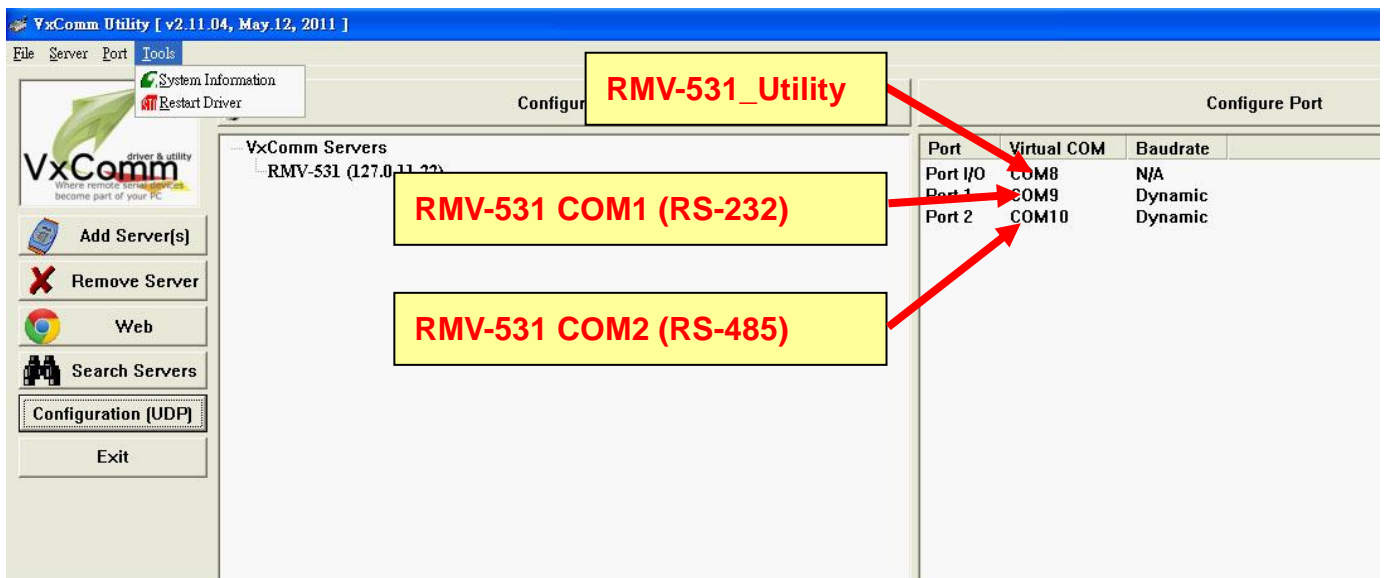 VxComm Utility [ v2.11.04, May.12, 2011 ]
File Server Port Tools
System Information
Restart Driver
RMV-531_Utility
Configure Port
driver & utility
VxComm
Where remote serial devices
become part of your PC
VxComm Servers
Port Virtual COM Baudrate
Port I/O COM8 N/A
Port 1 COM9 Dynamic
Port 2 COM10 Dynamic
RMV-531 COM1 (RS-232)
RMV-531 COM2 (RS-485)
Add Server(s)
Remove Server
Web
Search Servers
Configuration (UDP)
Exit